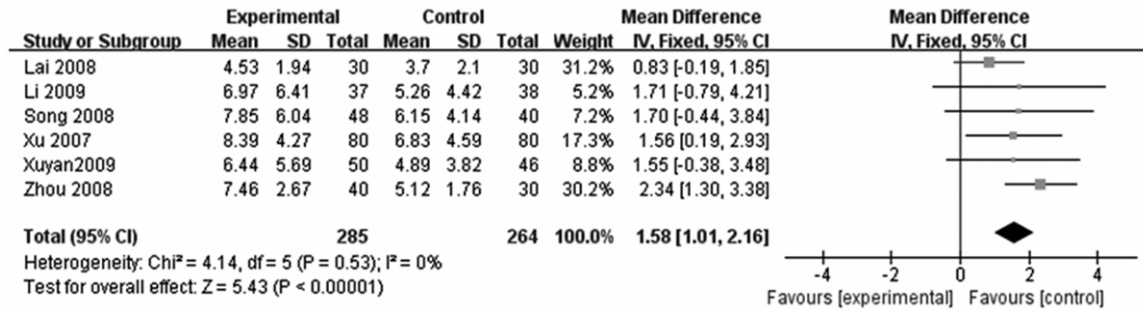 Experimental Control Mean Difference Mean Difference
Study or Subgroup Mean SD Total Mean SD Total Weight IV, Fixed, 95% CI IV, Fixed, 95% CI
Lai 2008 4.53 1.94 30 3.7 2.1 30 31.2% 0.83 [-0.19, 1.85]
Li 2009 6.97 6.41 37 5.26 4.42 38 5.2% 1.71 [-0.79, 4.21]
Song 2008 7.85 6.04 48 6.15 4.14 40 7.2% 1.70 [-0.44, 3.84]
Xu 2007 8.39 4.27 80 6.83 4.59 80 17.3% 1.56 [0.19, 2.93]
Xuyan2009 6.44 5.69 50 4.89 3.82 46 8.8% 1.55 [-0.38, 3.48]
Zhou 2008 7.46 2.67 40 5.12 1.76 30 30.2% 2.34 [1.30, 3.38]
Total (95% CI) 285 264 100.0% 1.58 [1.01, 2.16]
Heterogeneity: Chi² = 4.14, df = 5 (P = 0.53); I² = 0%
Test for overall effect: Z = 5.43 (P < 0.00001)
-4 -2 0 2 4
Favours [experimental] Favours [control]